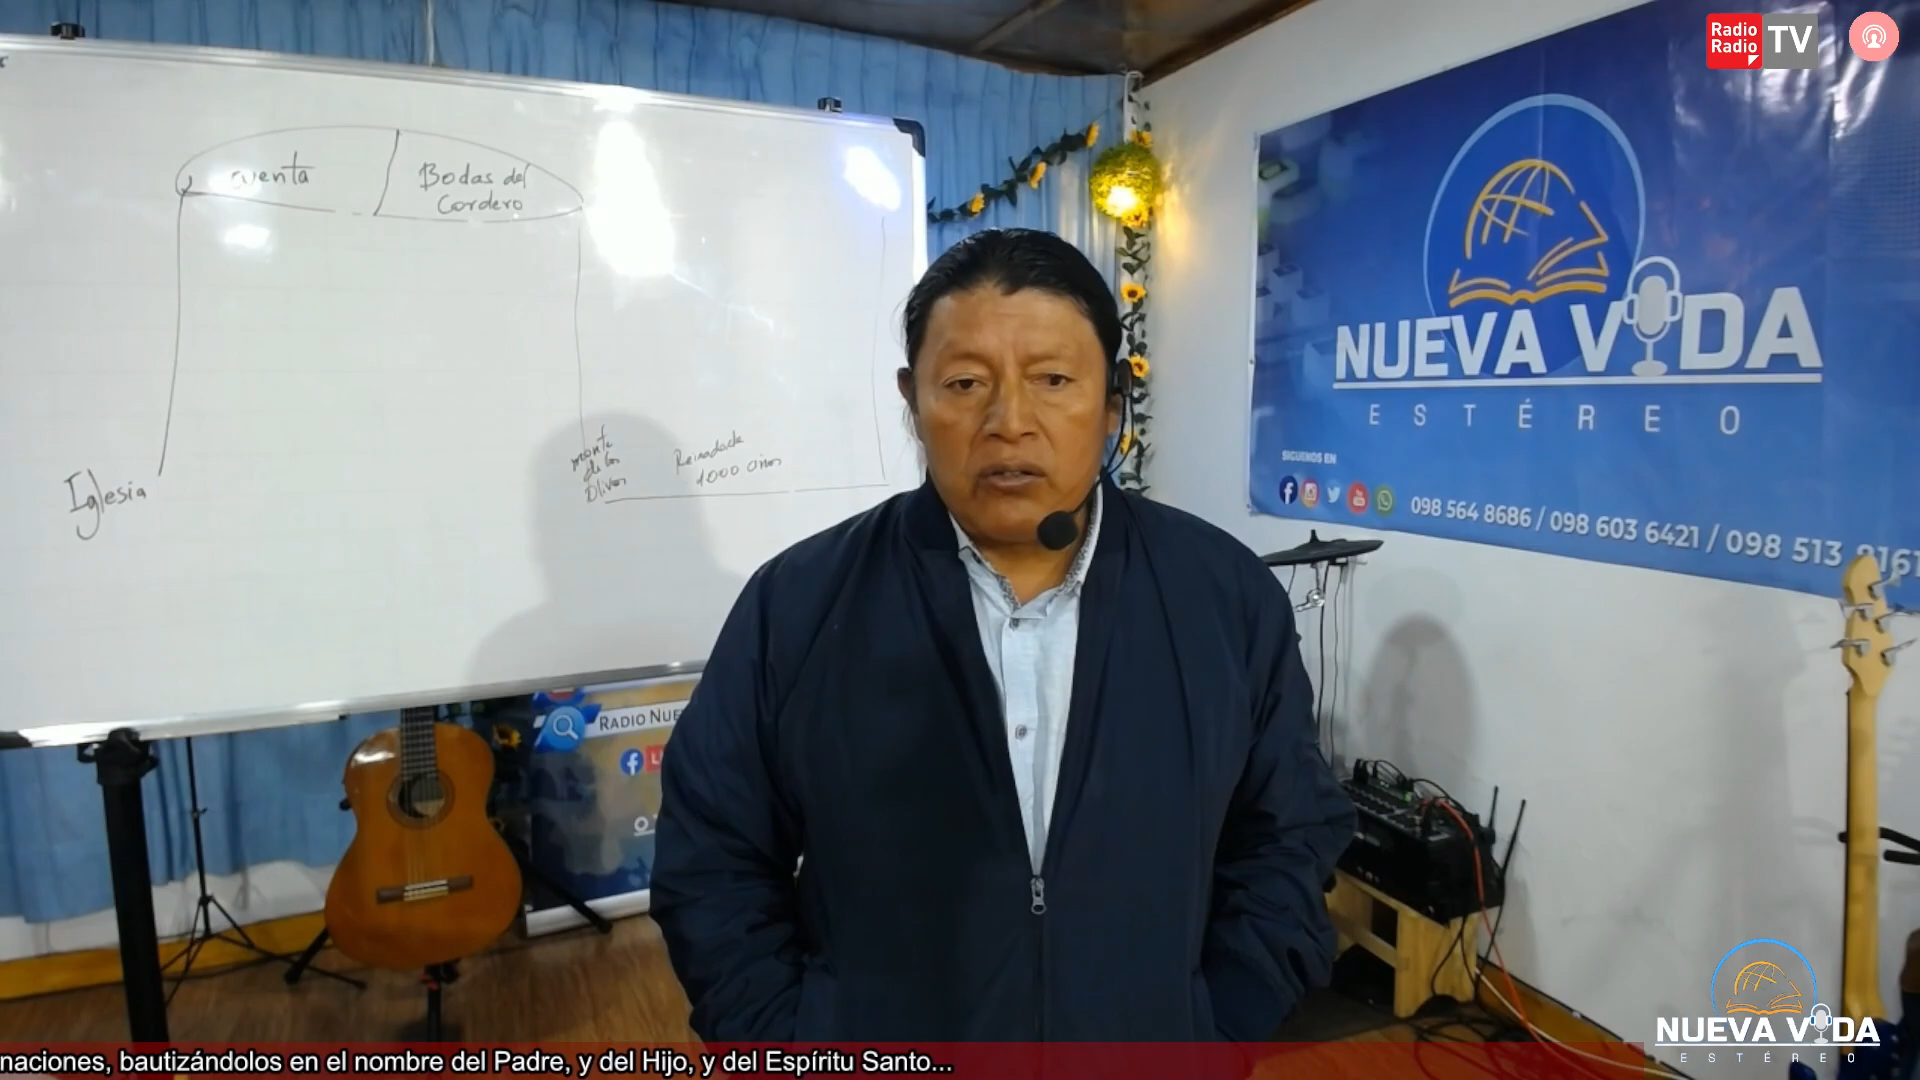 Radio
Radio TV
cuenta
Bodas del
Cordero
Iglesia
monte
de los
Olivos
Reinado de
1000 años
NUEVA VIDA
ESTÉREO
SIGUENOS EN
098 564 8686 / 098 603 6421 / 098 513
RADIO NUE
naciones, bautizándolos en el nombre del Padre, y del Hijo, y del Espíritu Santo...
NUEVA VIDA
ESTÉREO